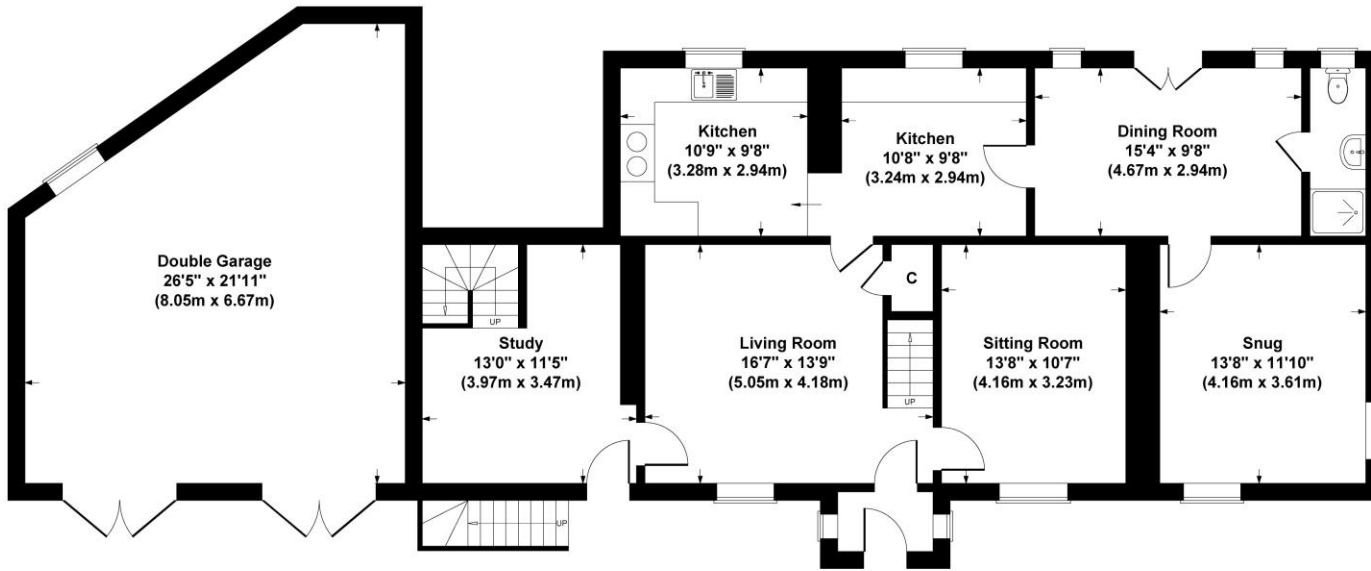 Kitchen
10'9" x 9'8"
(3.28m x 2.94m)
Kitchen
10'8" x 9'8"
(3.24m x 2.94m)
Dining Room
15'4" x 9'8"
(4.67m x 2.94m)
Double Garage
26'5" x 21'11"
(8.05m x 6.67m)
UP
Study
13'0" x 11'5"
(3.97m x 3.47m)
Living Room
16'7" x 13'9"
(5.05m x 4.18m)
C
UP
Sitting Room
13'8" x 10'7"
(4.16m x 3.23m)
Snug
13'8" x 11'10"
(4.16m x 3.61m)
UP